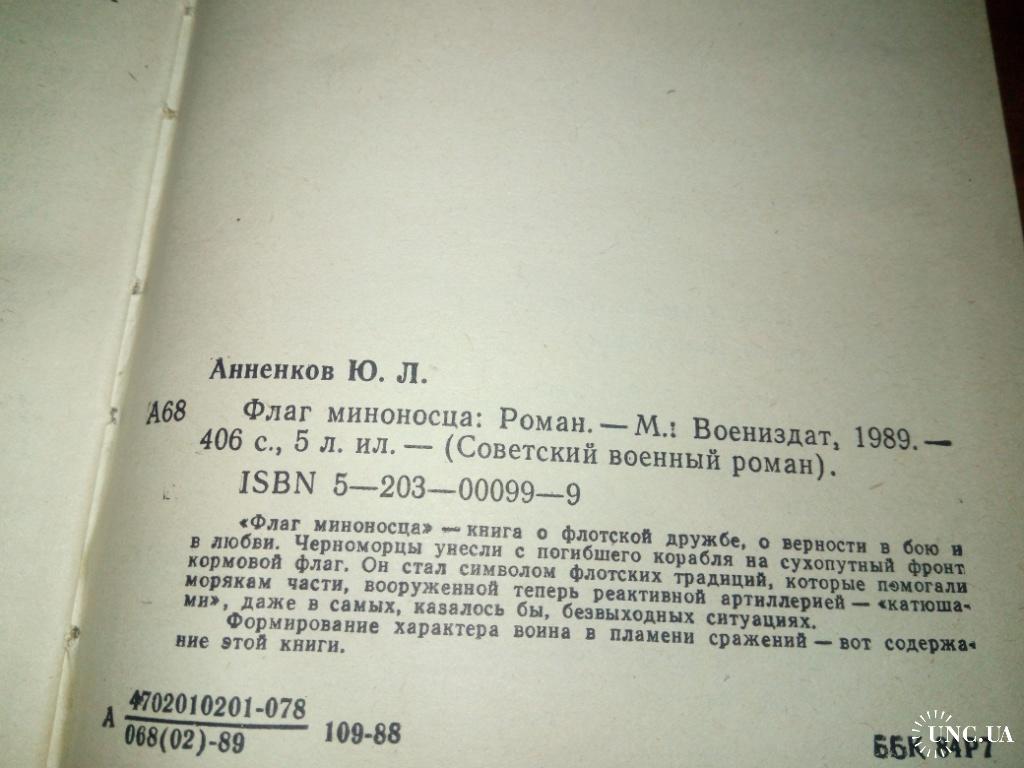 Анненков Ю. Л.
А68 Флаг миноносца: Роман. — М.: Воениздат, 1989. —
406 с., 5 л. ил. — (Советский военный роман).
ISBN 5—203—00099—9
«Флаг миноносца» — книга о флотской дружбе, о верности в бою и
в любви. Черноморцы унесли с погибшего корабля на сухопутный фронт
кормовой флаг. Он стал символом флотских традиций, которые помогали
морякам части, вооруженной теперь реактивной артиллерией — «катюша-
ми», даже в самых, казалось бы, безвыходных ситуациях.
Формирование характера воина в пламени сражений — вот содержа-
ние этой книги.
А 4702010201-078
068(02)-89
109-88
ББК 84Р7
UNC.UA